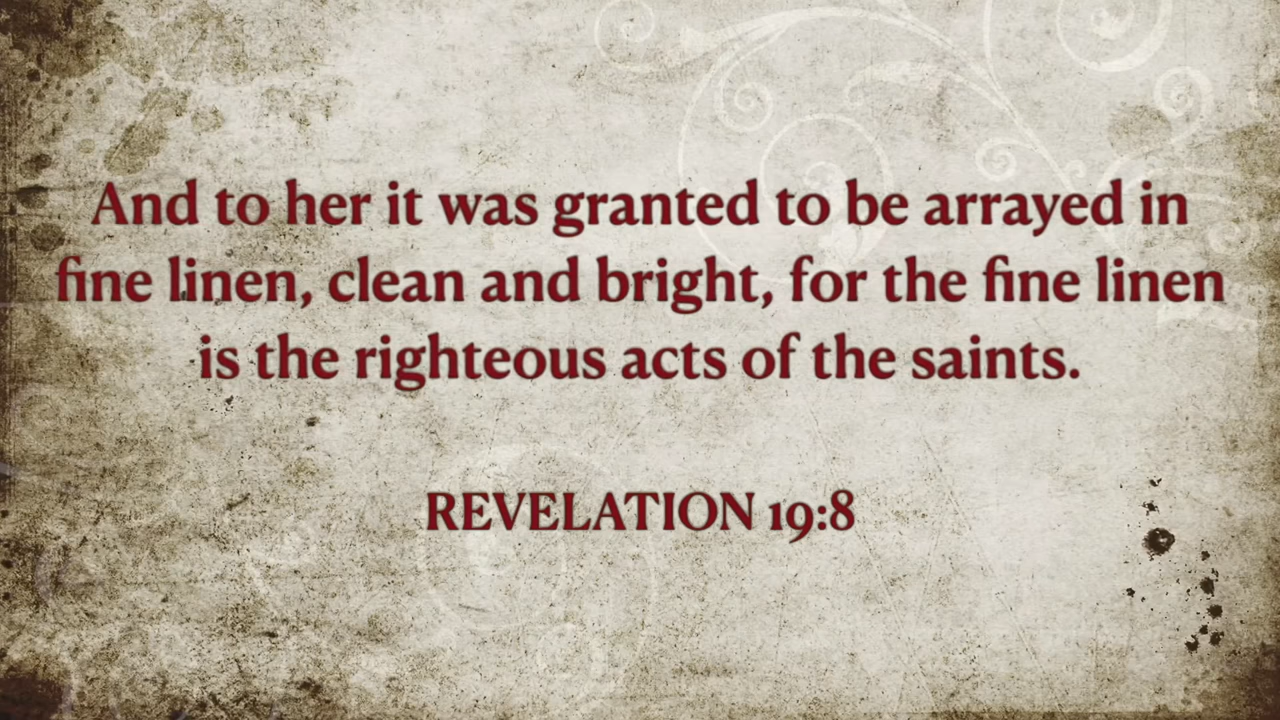 And to her it was granted to be arrayed in
fine linen, clean and bright, for the fine linen
is the righteous acts of the saints.
REVELATION 19:8